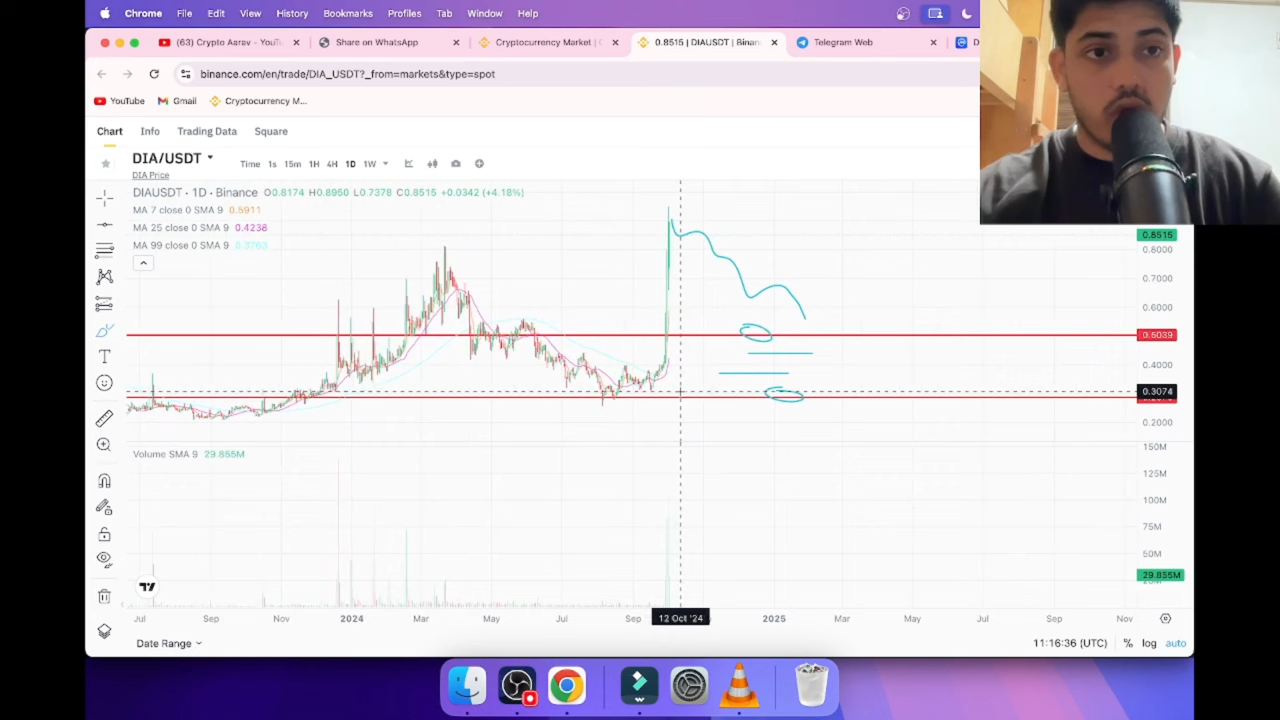 Chrome File Edit View History Bookmarks Profiles Tab Window Help
(63) Crypto Aarav - YouTu
Share on WhatsApp
Cryptocurrency Market | C
0.8515 | DIAUSDT | Binan
Telegram Web
D
binance.com/en/trade/DIA_USDT?_from=markets&type=spot
YouTube Gmail Cryptocurrency M...
Chart Info Trading Data Square
DIA/USDT
DIA Price
Time 1s 15m 1H 4H 1D 1W
DIAUSDT · 1D · Binance O0.8174 H0.8950 L0.7378 C0.8515 +0.0342 (+4.18%)
MA 7 close 0 SMA 9 0.5911
MA 25 close 0 SMA 9 0.4238
MA 99 close 0 SMA 9 0.3763
0.8515
0.8000
0.7000
0.6000
0.5039
0.4000
0.3074
0.2000
Volume SMA 9 29.855M
150M
125M
100M
75M
50M
29.855M
Jul Sep Nov 2024 Mar May Jul Sep 12 Oct '24 2025 Mar May Jul Sep Nov
Date Range 11:16:36 (UTC) % log auto